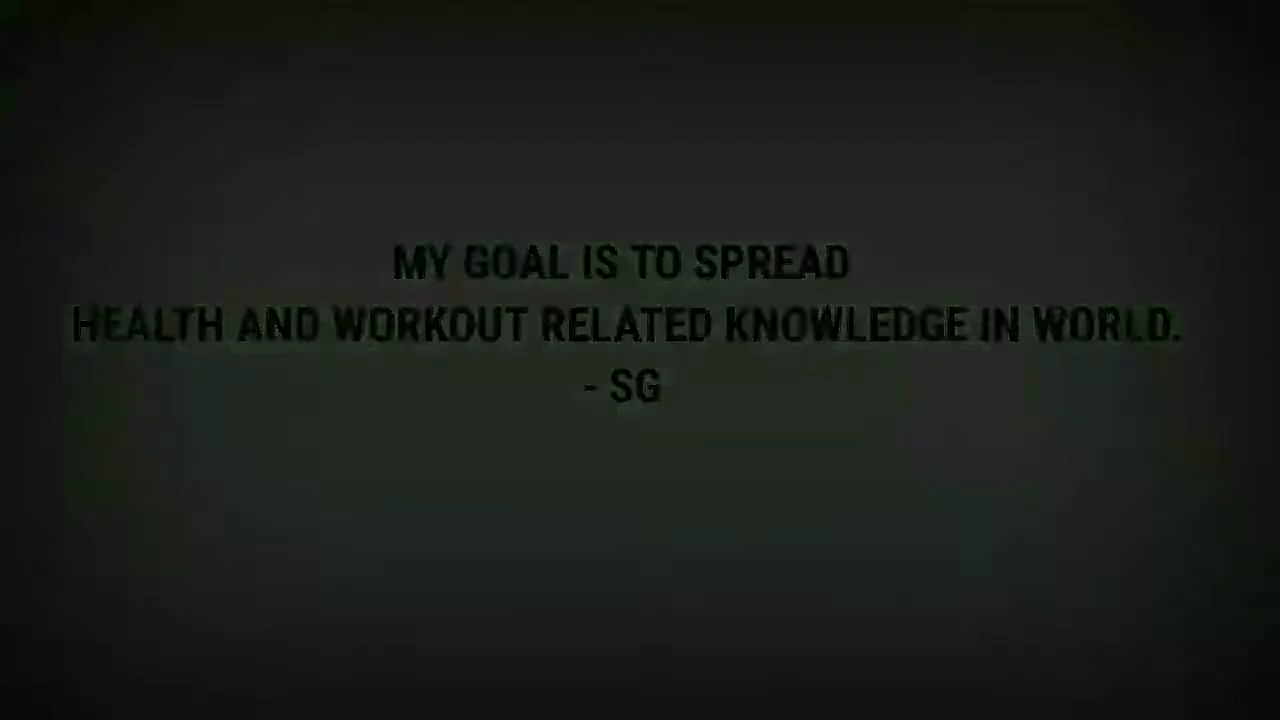 MY GOAL IS TO SPREAD
HEALTH AND WORKOUT RELATED KNOWLEDGE IN WORLD.
- SG